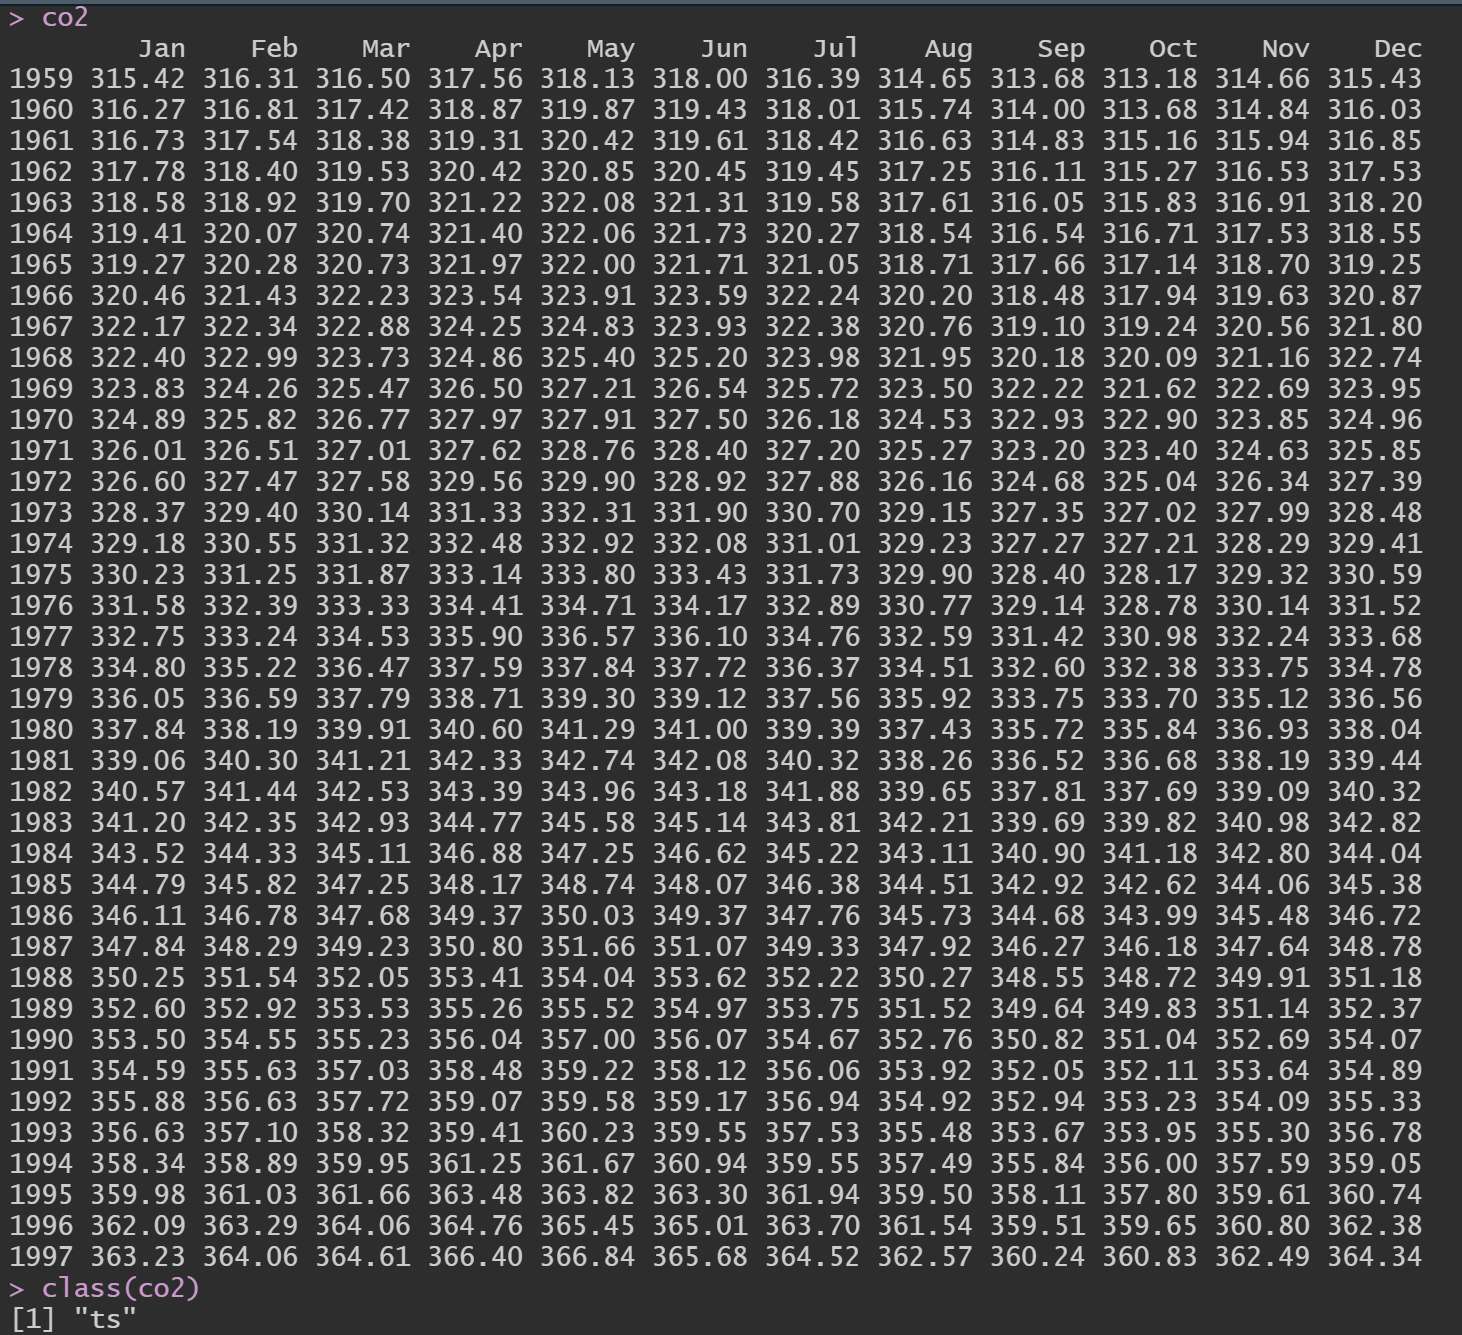 > co2
        Jan    Feb    Mar    Apr    May    Jun    Jul    Aug    Sep    Oct    Nov    Dec
1959 315.42 316.31 316.50 317.56 318.13 318.00 316.39 314.65 313.68 313.18 314.66 315.43
1960 316.27 316.81 317.42 318.87 319.87 319.43 318.01 315.74 314.00 313.68 314.84 316.03
1961 316.73 317.54 318.38 319.31 320.42 319.61 318.42 316.63 314.83 315.16 315.94 316.85
1962 317.78 318.40 319.53 320.42 320.85 320.45 319.45 317.25 316.11 315.27 316.53 317.53
1963 318.58 318.92 319.70 321.22 322.08 321.31 319.58 317.61 316.05 315.83 316.91 318.20
1964 319.41 320.07 320.74 321.40 322.06 321.73 320.27 318.54 316.54 316.71 317.53 318.55
1965 319.27 320.28 320.73 321.97 322.00 321.71 321.05 318.71 317.66 317.14 318.70 319.25
1966 320.46 321.43 322.23 323.54 323.91 323.59 322.24 320.20 318.48 317.94 319.63 320.87
1967 322.17 322.34 322.88 324.25 324.83 323.93 322.38 320.76 319.10 319.24 320.56 321.80
1968 322.40 322.99 323.73 324.86 325.40 325.20 323.98 321.95 320.18 320.09 321.16 322.74
1969 323.83 324.26 325.47 326.50 327.21 326.54 325.72 323.50 322.22 321.62 322.69 323.95
1970 324.89 325.82 326.77 327.97 327.91 327.50 326.18 324.53 322.93 322.90 323.85 324.96
1971 326.01 326.51 327.01 327.62 328.76 328.40 327.20 325.27 323.20 323.40 324.63 325.85
1972 326.60 327.47 327.58 329.56 329.90 328.92 327.88 326.16 324.68 325.04 326.34 327.39
1973 328.37 329.40 330.14 331.33 332.31 331.90 330.70 329.15 327.35 327.02 327.99 328.48
1974 329.18 330.55 331.32 332.48 332.92 332.08 331.01 329.23 327.27 327.21 328.29 329.41
1975 330.23 331.25 331.87 333.14 333.80 333.43 331.73 329.90 328.40 328.17 329.32 330.59
1976 331.58 332.39 333.33 334.41 334.71 334.17 332.89 330.77 329.14 328.78 330.14 331.52
1977 332.75 333.24 334.53 335.90 336.57 336.10 334.76 332.59 331.42 330.98 332.24 333.68
1978 334.80 335.22 336.47 337.59 337.84 337.72 336.37 334.51 332.60 332.38 333.75 334.78
1979 336.05 336.59 337.79 338.71 339.30 339.12 337.56 335.92 333.75 333.70 335.12 336.56
1980 337.84 338.19 339.91 340.60 341.29 341.00 339.39 337.43 335.72 335.84 336.93 338.04
1981 339.06 340.30 341.21 342.33 342.74 342.08 340.32 338.26 336.52 336.68 338.19 339.44
1982 340.57 341.44 342.53 343.39 343.96 343.18 341.88 339.65 337.81 337.69 339.09 340.32
1983 341.20 342.35 342.93 344.77 345.58 345.14 343.81 342.21 339.69 339.82 340.98 342.82
1984 343.52 344.33 345.11 346.88 347.25 346.62 345.22 343.11 340.90 341.18 342.80 344.04
1985 344.79 345.82 347.25 348.17 348.74 348.07 346.38 344.51 342.92 342.62 344.06 345.38
1986 346.11 346.78 347.68 349.37 350.03 349.37 347.76 345.73 344.68 343.99 345.48 346.72
1987 347.84 348.29 349.23 350.80 351.66 351.07 349.33 347.92 346.27 346.18 347.64 348.78
1988 350.25 351.54 352.05 353.41 354.04 353.62 352.22 350.27 348.55 348.72 349.91 351.18
1989 352.60 352.92 353.53 355.26 355.52 354.97 353.75 351.52 349.64 349.83 351.14 352.37
1990 353.50 354.55 355.23 356.04 357.00 356.07 354.67 352.76 350.82 351.04 352.69 354.07
1991 354.59 355.63 357.03 358.48 359.22 358.12 356.06 353.92 352.05 352.11 353.64 354.89
1992 355.88 356.63 357.72 359.07 359.58 359.17 356.94 354.92 352.94 353.23 354.09 355.33
1993 356.63 357.10 358.32 359.41 360.23 359.55 357.53 355.48 353.67 353.95 355.30 356.78
1994 358.34 358.89 359.95 361.25 361.67 360.94 359.55 357.49 355.84 356.00 357.59 359.05
1995 359.98 361.03 361.66 363.48 363.82 363.30 361.94 359.50 358.11 357.80 359.61 360.74
1996 362.09 363.29 364.06 364.76 365.45 365.01 363.70 361.54 359.51 359.65 360.80 362.38
1997 363.23 364.06 364.61 366.40 366.84 365.68 364.52 362.57 360.24 360.83 362.49 364.34
> class(co2)
[1] "ts"